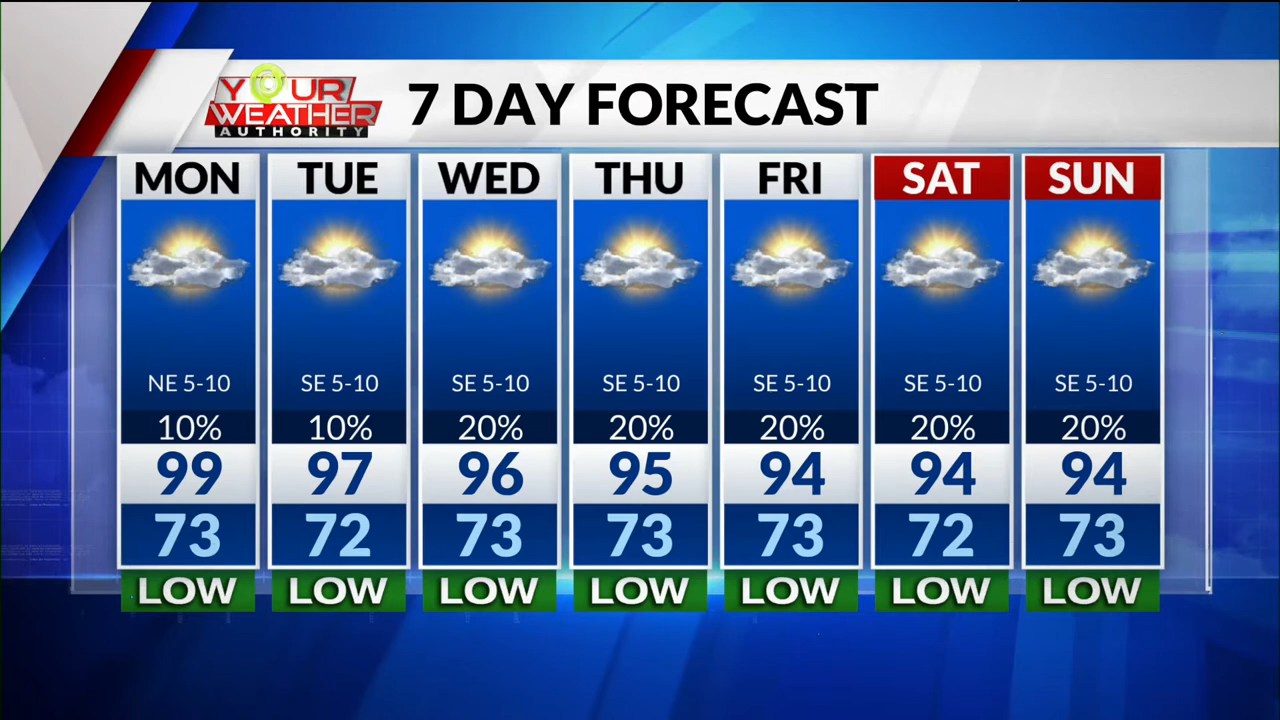 YOUR
WEATHER
AUTHORITY
7 DAY FORECAST
MON TUE WED THU FRI SAT SUN
NE 5-10 SE 5-10 SE 5-10 SE 5-10 SE 5-10 SE 5-10 SE 5-10
10% 10% 20% 20% 20% 20% 20%
99 97 96 95 94 94 94
73 72 73 73 73 72 73
LOW LOW LOW LOW LOW LOW LOW